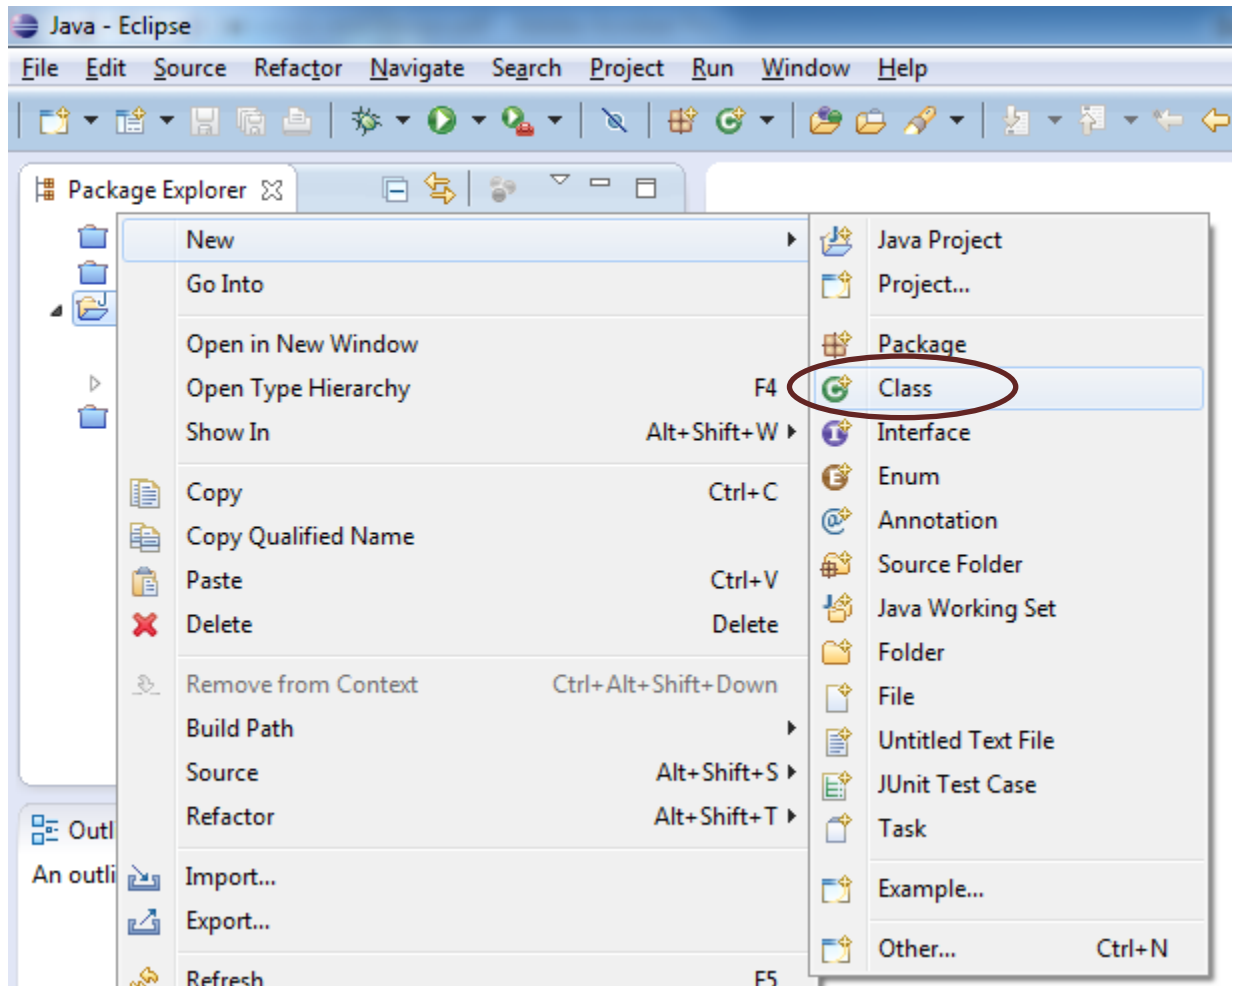 Java - Eclipse
File Edit Source Refactor Navigate Search Project Run Window Help
Package Explorer
New
Go Into
Open in New Window
Open Type Hierarchy F4
Show In Alt+Shift+W
Copy Ctrl+C
Copy Qualified Name
Paste Ctrl+V
Delete Delete
Remove from Context Ctrl+Alt+Shift+Down
Build Path
Source Alt+Shift+S
Refactor Alt+Shift+T
Import...
Export...
Refresh F5
Java Project
Project...
Package
Class
Interface
Enum
Annotation
Source Folder
Java Working Set
Folder
File
Untitled Text File
JUnit Test Case
Task
Example...
Other... Ctrl+N
Outl
An outli